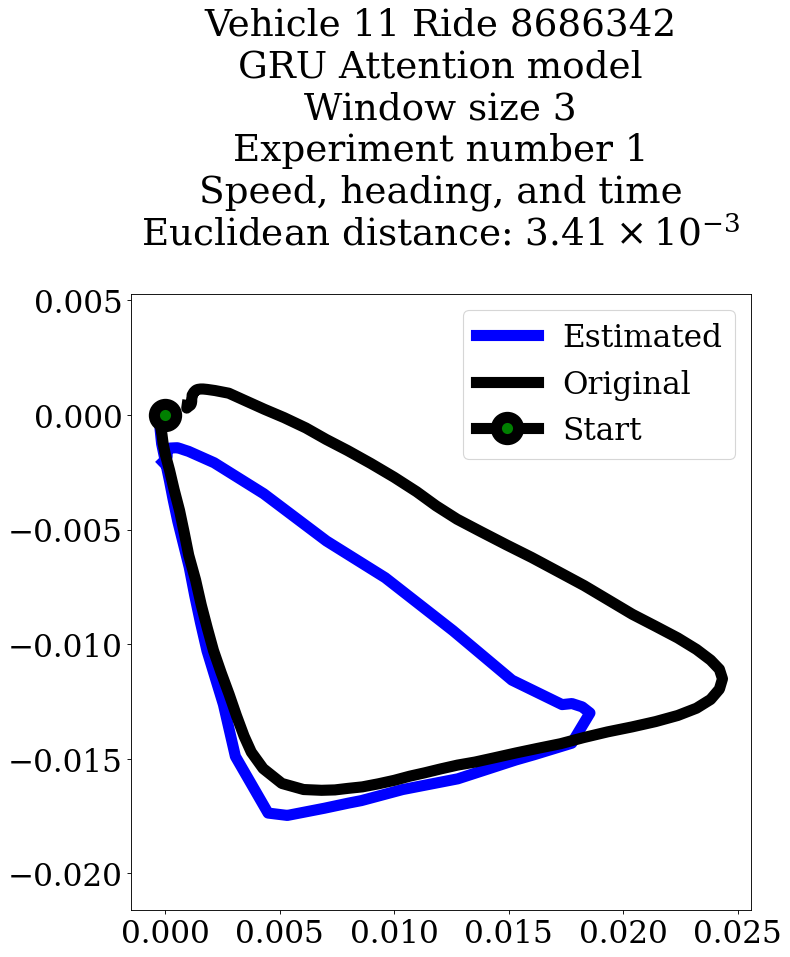 Vehicle 11 Ride 8686342
GRU Attention model
Window size 3
Experiment number 1
Speed, heading, and time
Euclidean distance: 3.41 × 10⁻³
0.005
0.000
−0.005
−0.010
−0.015
−0.020
Estimated
Original
Start
0.000 0.005 0.010 0.015 0.020 0.025